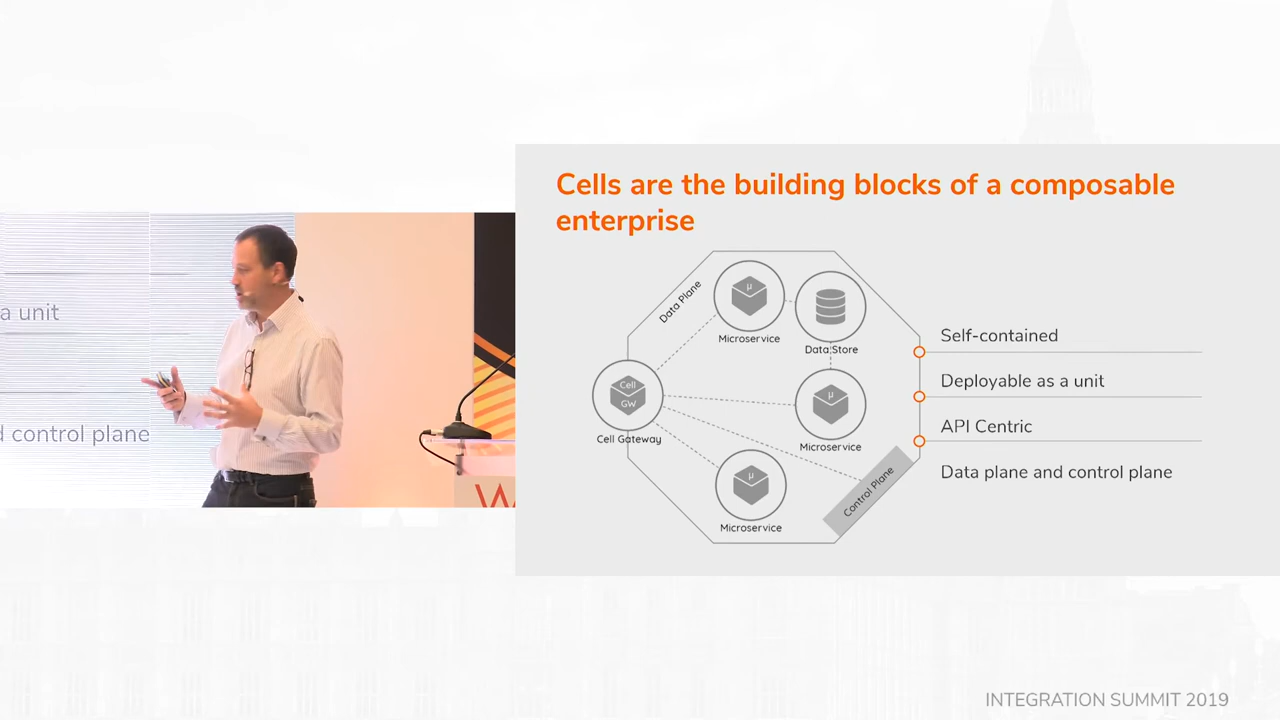 Cells are the building blocks of a composable
enterprise
Data Plane
μ
Microservice
Data Store
Cell
GW
Cell Gateway
μ
Microservice
μ
Microservice
Control Plane
Self-contained
Deployable as a unit
API Centric
Data plane and control plane
a unit
d control plane
W
INTEGRATION SUMMIT 2019